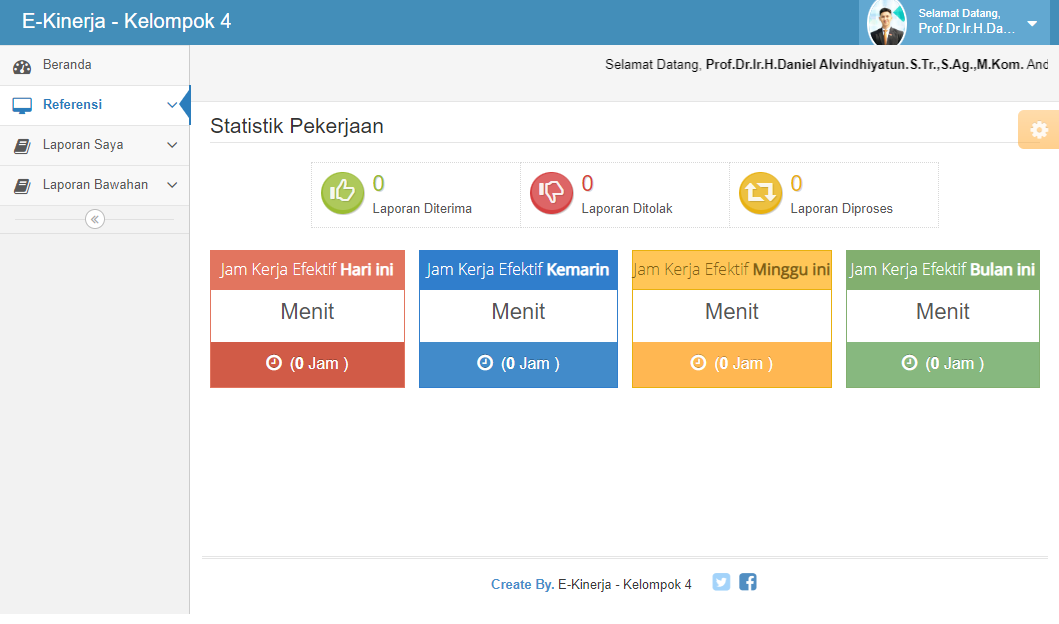 E-Kinerja - Kelompok 4
Selamat Datang,
Prof.Dr.Ir.H.Da...
Beranda
Referensi
Laporan Saya
Laporan Bawahan
Selamat Datang, Prof.Dr.Ir.H.Daniel Alvindhiyatun.S.Tr.,S.Ag.,M.Kom. And
Statistik Pekerjaan
0
Laporan Diterima
0
Laporan Ditolak
0
Laporan Diproses
Jam Kerja Efektif Hari ini
Menit
(0 Jam )
Jam Kerja Efektif Kemarin
Menit
(0 Jam )
Jam Kerja Efektif Minggu ini
Menit
(0 Jam )
Jam Kerja Efektif Bulan ini
Menit
(0 Jam )
Create By. E-Kinerja - Kelompok 4